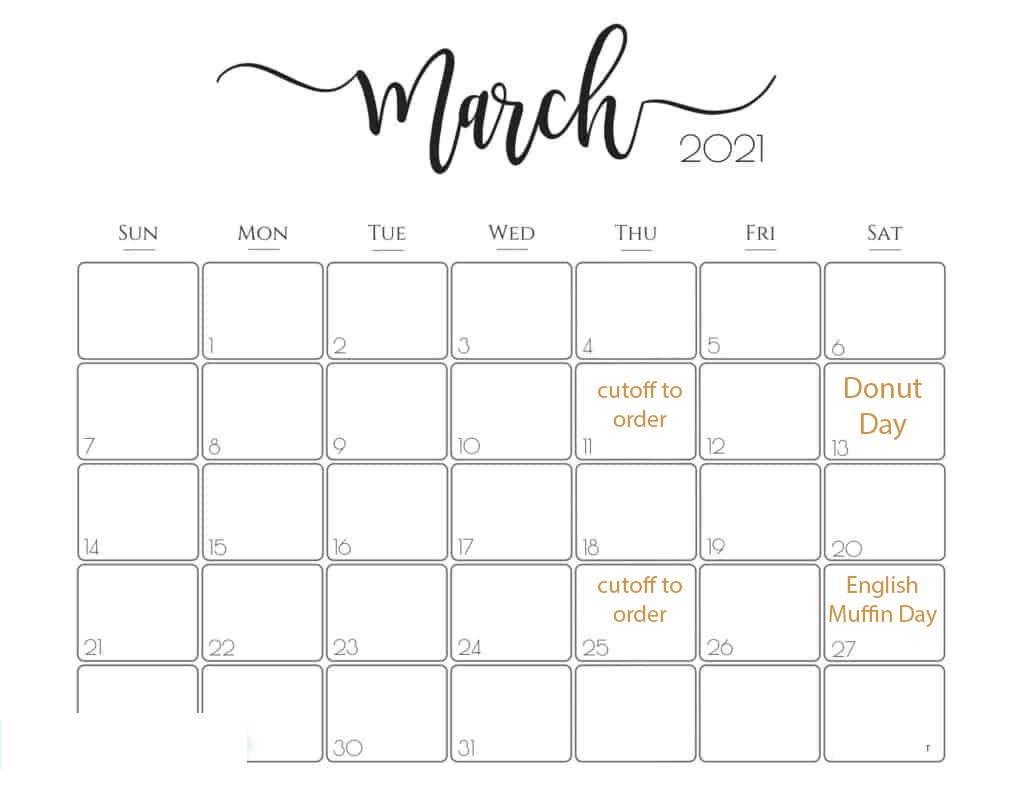 March
2021
SUN MON TUE WED THU FRI SAT
1 2 3 4 5 6
cutoff to
order
Donut
Day
7 8 9 10 11 12 13
14 15 16 17 18 19 20
cutoff to
order
English
Muffin Day
21 22 23 24 25 26 27
30 31
T